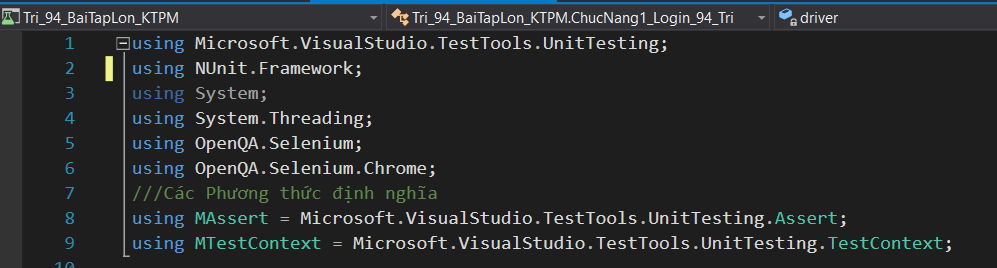 Tri_94_BaiTapLon_KTPM Tri_94_BaiTapLon_KTPM.ChucNang1_Login_94_Tri driver
1 using Microsoft.VisualStudio.TestTools.UnitTesting;
2 using NUnit.Framework;
3 using System;
4 using System.Threading;
5 using OpenQA.Selenium;
6 using OpenQA.Selenium.Chrome;
7 ///Các Phương thức định nghĩa
8 using MAssert = Microsoft.VisualStudio.TestTools.UnitTesting.Assert;
9 using MTestContext = Microsoft.VisualStudio.TestTools.UnitTesting.TestContext;
10